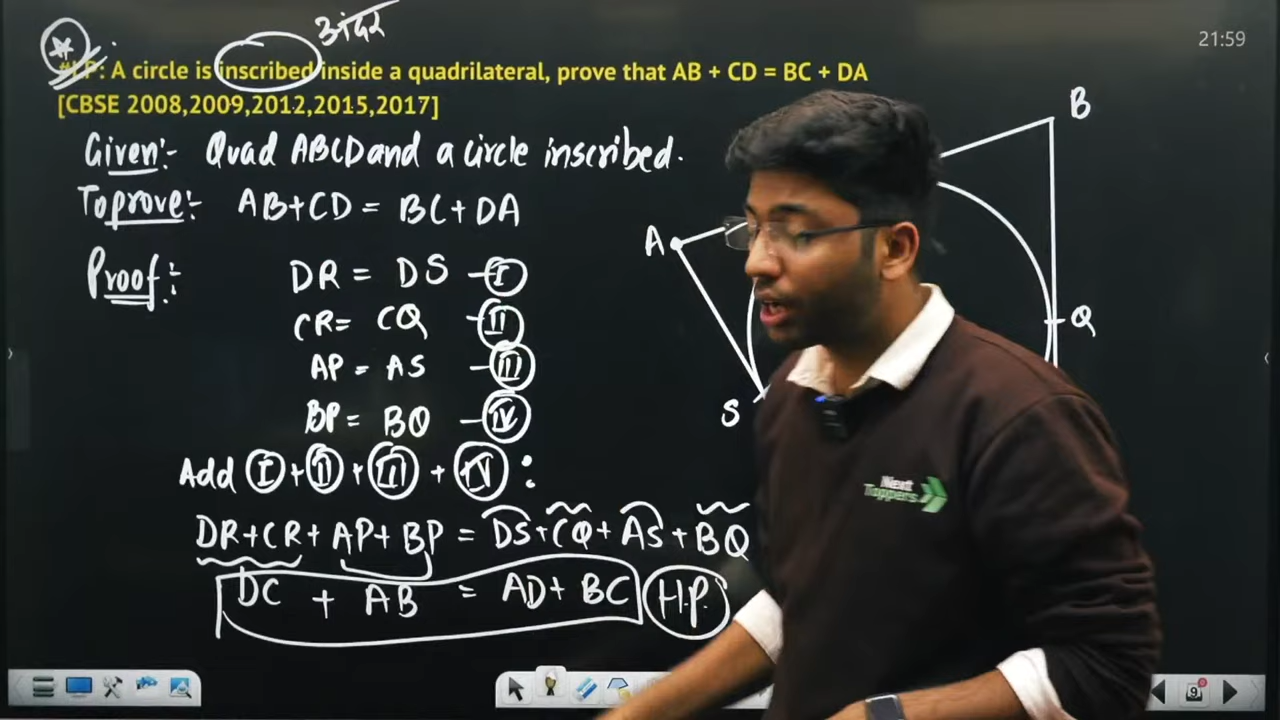 21:59
#LP: A circle is inscribed inside a quadrilateral, prove that AB + CD = BC + DA
[CBSE 2008,2009,2012,2015,2017]
Given:- Quad ABCD and a circle inscribed.
To prove:- AB+CD = BC+DA
Proof:-
DR = DS - I
CR = CQ - II
AP = AS - III
BP = BQ - IV
Add I + II + III + IV :
DR+CR+ AP+ BP = DS+CQ+ AS + BQ
DC + AB = AD+ BC H.P.
A
B
Q
S
Next
Toppers
9